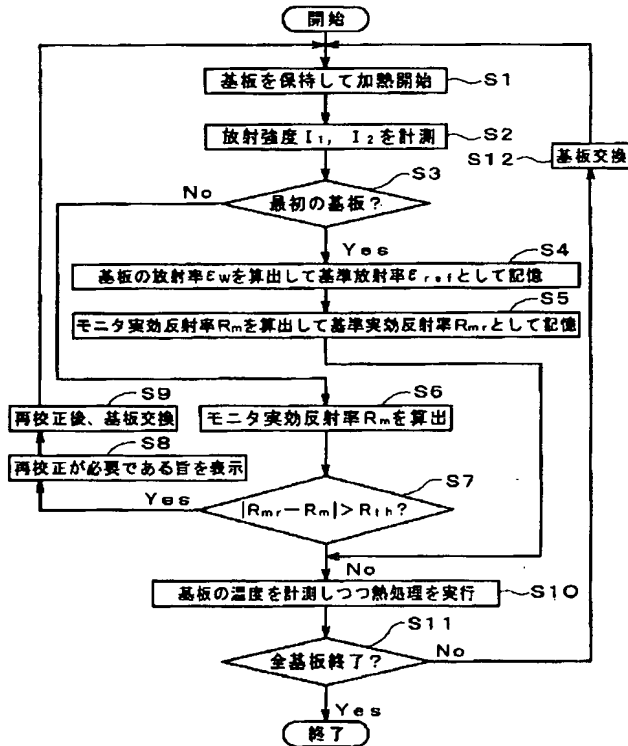 開始
基板を保持して加熱開始
S1
放射強度I₁, I₂を計測
S2
S12
基板交換
S3
No
最初の基板?
Yes
S4
基板の放射率εwを算出して基準放射率εrefとして記憶
S5
モニタ実効反射率Rmを算出して基準実効反射率Rmrとして記憶
S9
再校正後、基板交換
S6
モニタ実効反射率Rmを算出
S8
再校正が必要である旨を表示
S7
Yes
|Rmr−Rm|>Rth?
No
基板の温度を計測しつつ熱処理を実行
S10
S11
全基板終了?
No
Yes
終了